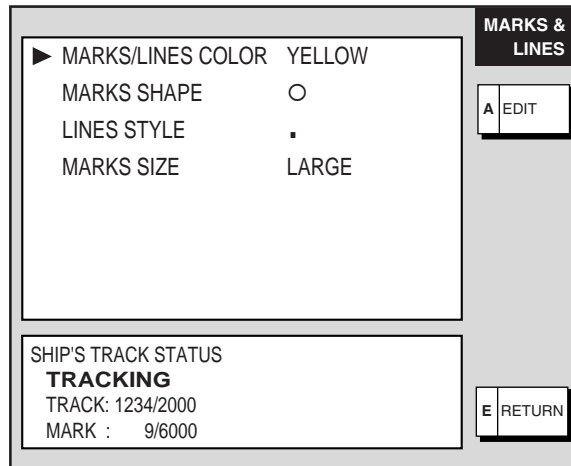 MARKS &
LINES
▶ MARKS/LINES COLOR YELLOW
MARKS SHAPE ○
LINES STYLE .
MARKS SIZE LARGE
A EDIT
SHIP'S TRACK STATUS
TRACKING
TRACK: 1234/2000
MARK : 9/6000
E RETURN